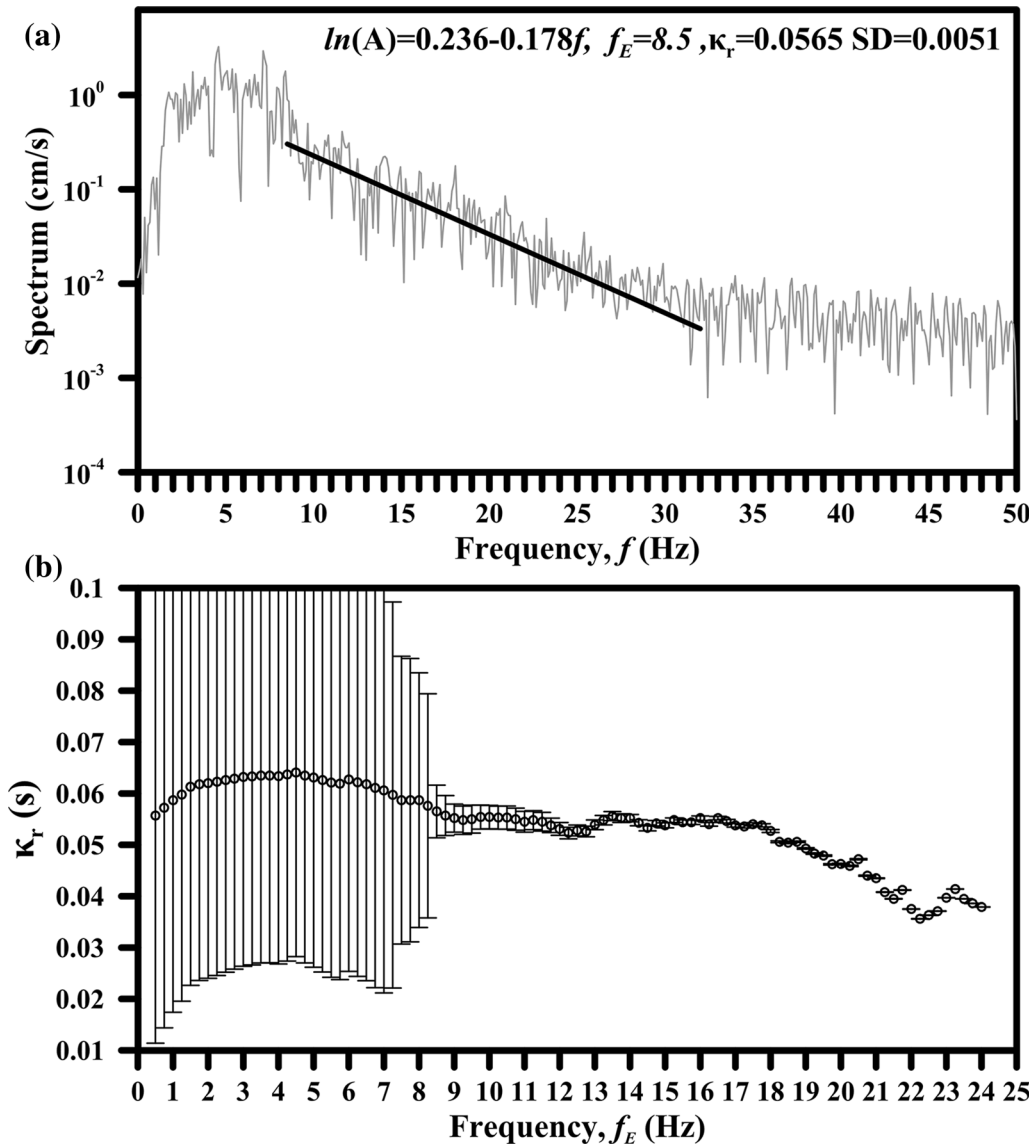 (a)
ln(A)=0.236-0.178f, f_E=8.5 ,κ_r=0.0565 SD=0.0051
Spectrum (cm/s)
10⁰
10⁻¹
10⁻²
10⁻³
10⁻⁴
0 5 10 15 20 25 30 35 40 45 50
Frequency, f (Hz)
(b)
κ_r (s)
0.1
0.09
0.08
0.07
0.06
0.05
0.04
0.03
0.02
0.01
0 1 2 3 4 5 6 7 8 9 10 11 12 13 14 15 16 17 18 19 20 21 22 23 24 25
Frequency, f_E (Hz)